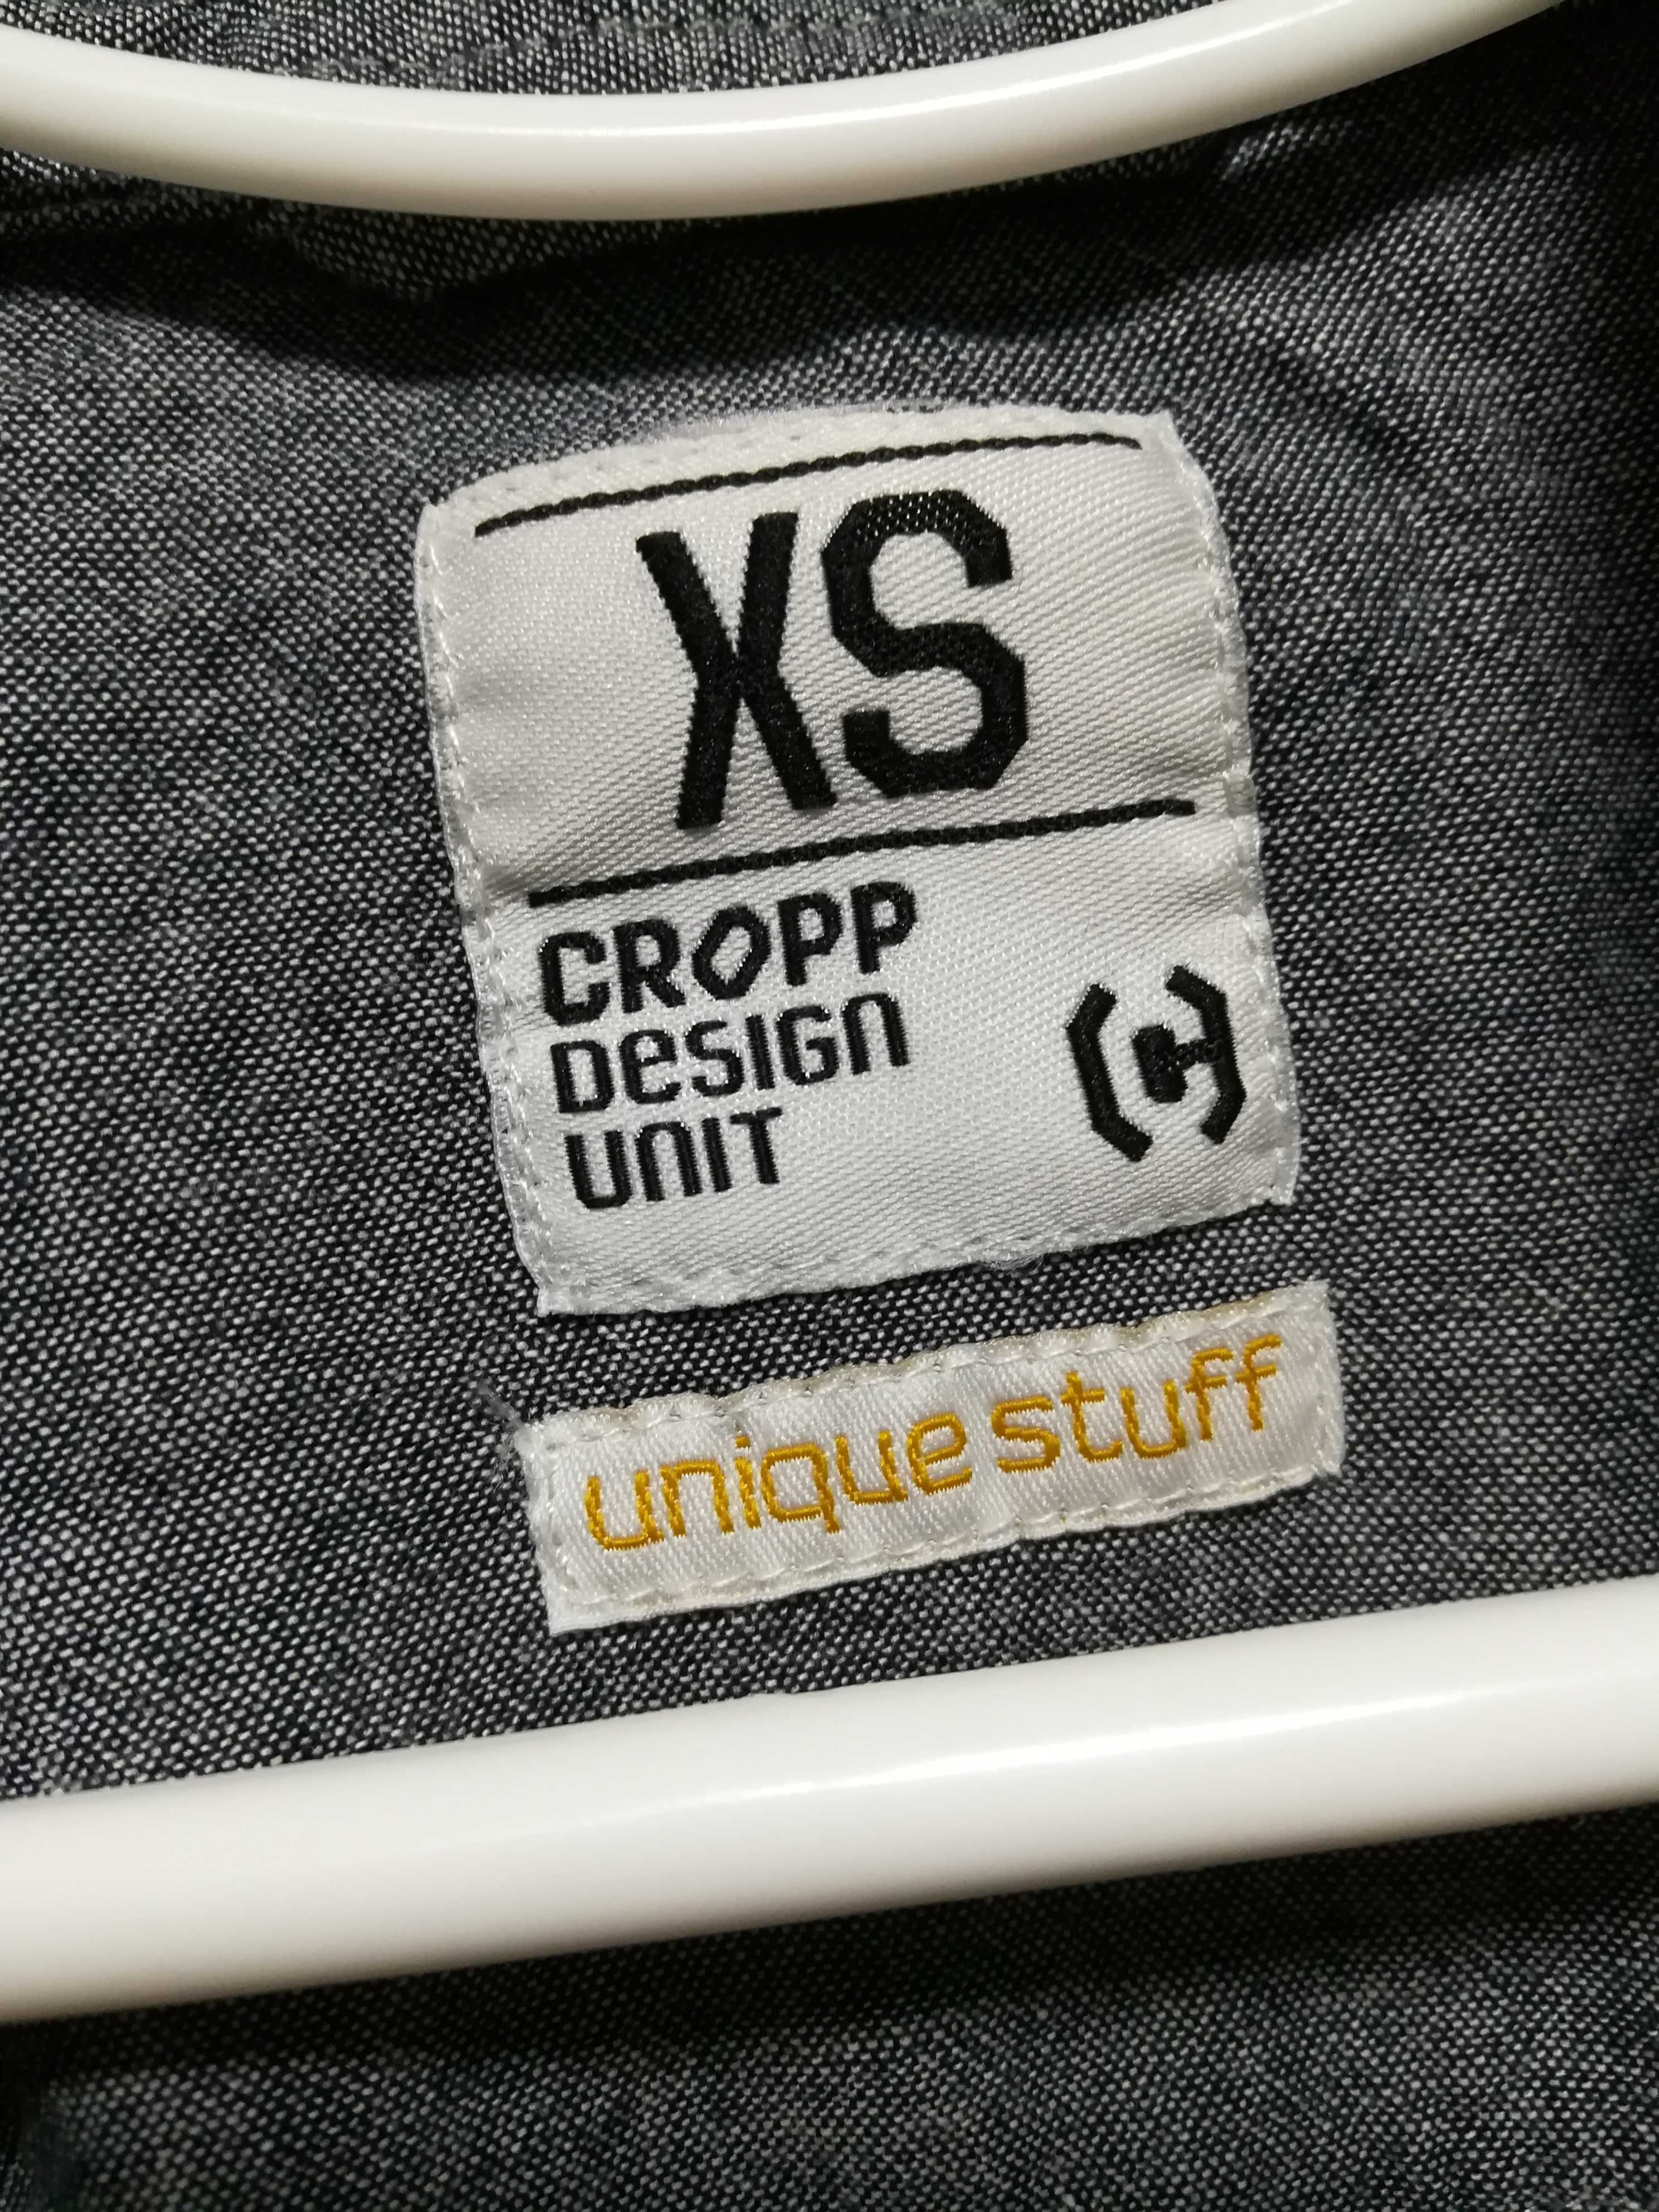 XS
CROPP
DESIGN
UNIT
unique stuff